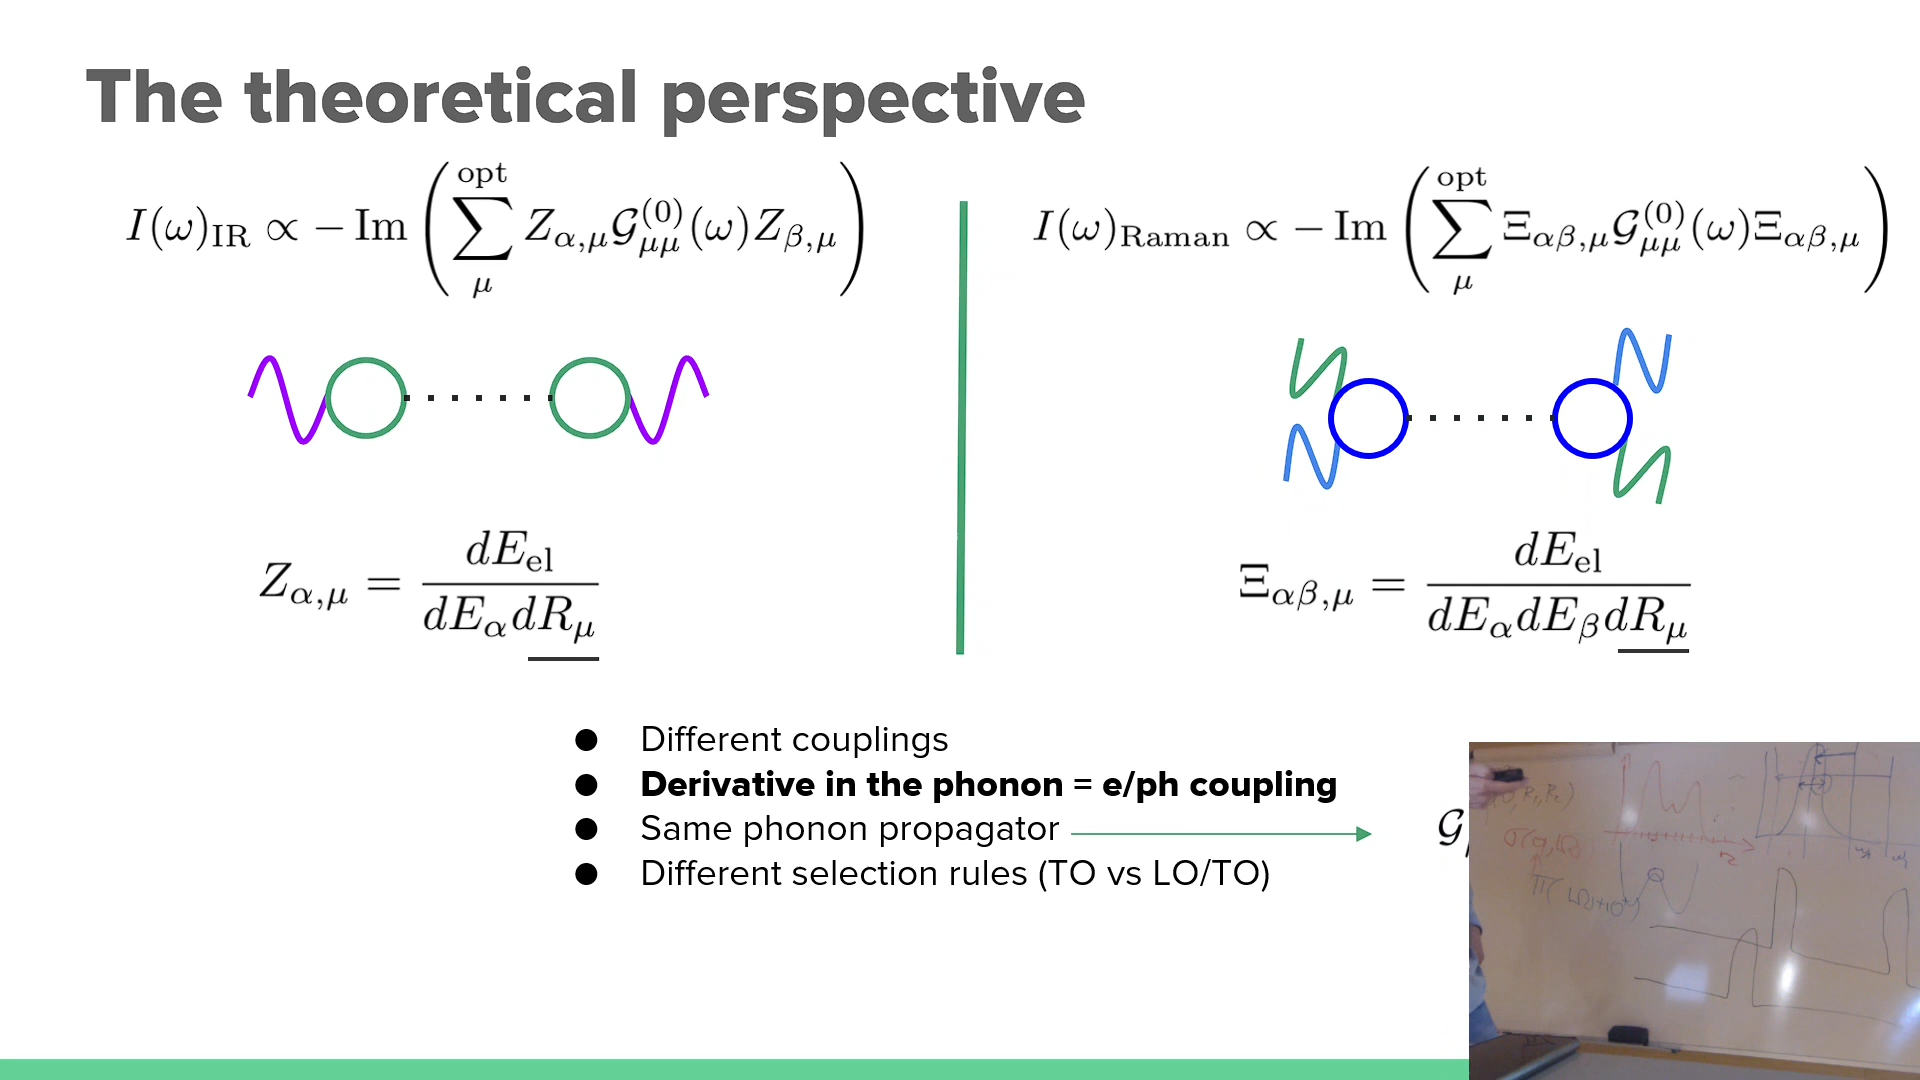 The theoretical perspective
I(ω)_IR ∝ − Im ( ∑_μ^opt Z_{α,μ} 𝒢^{(0)}_{μμ}(ω) Z_{β,μ} )
I(ω)_Raman ∝ − Im ( ∑_μ^opt Ξ_{αβ,μ} 𝒢^{(0)}_{μμ}(ω) Ξ_{αβ,μ} )
Z_{α,μ} = dE_el / dE_α dR_μ
Ξ_{αβ,μ} = dE_el / dE_α dE_β dR_μ
● Different couplings
● Derivative in the phonon = e/ph coupling
● Same phonon propagator
● Different selection rules (TO vs LO/TO)
𝒢